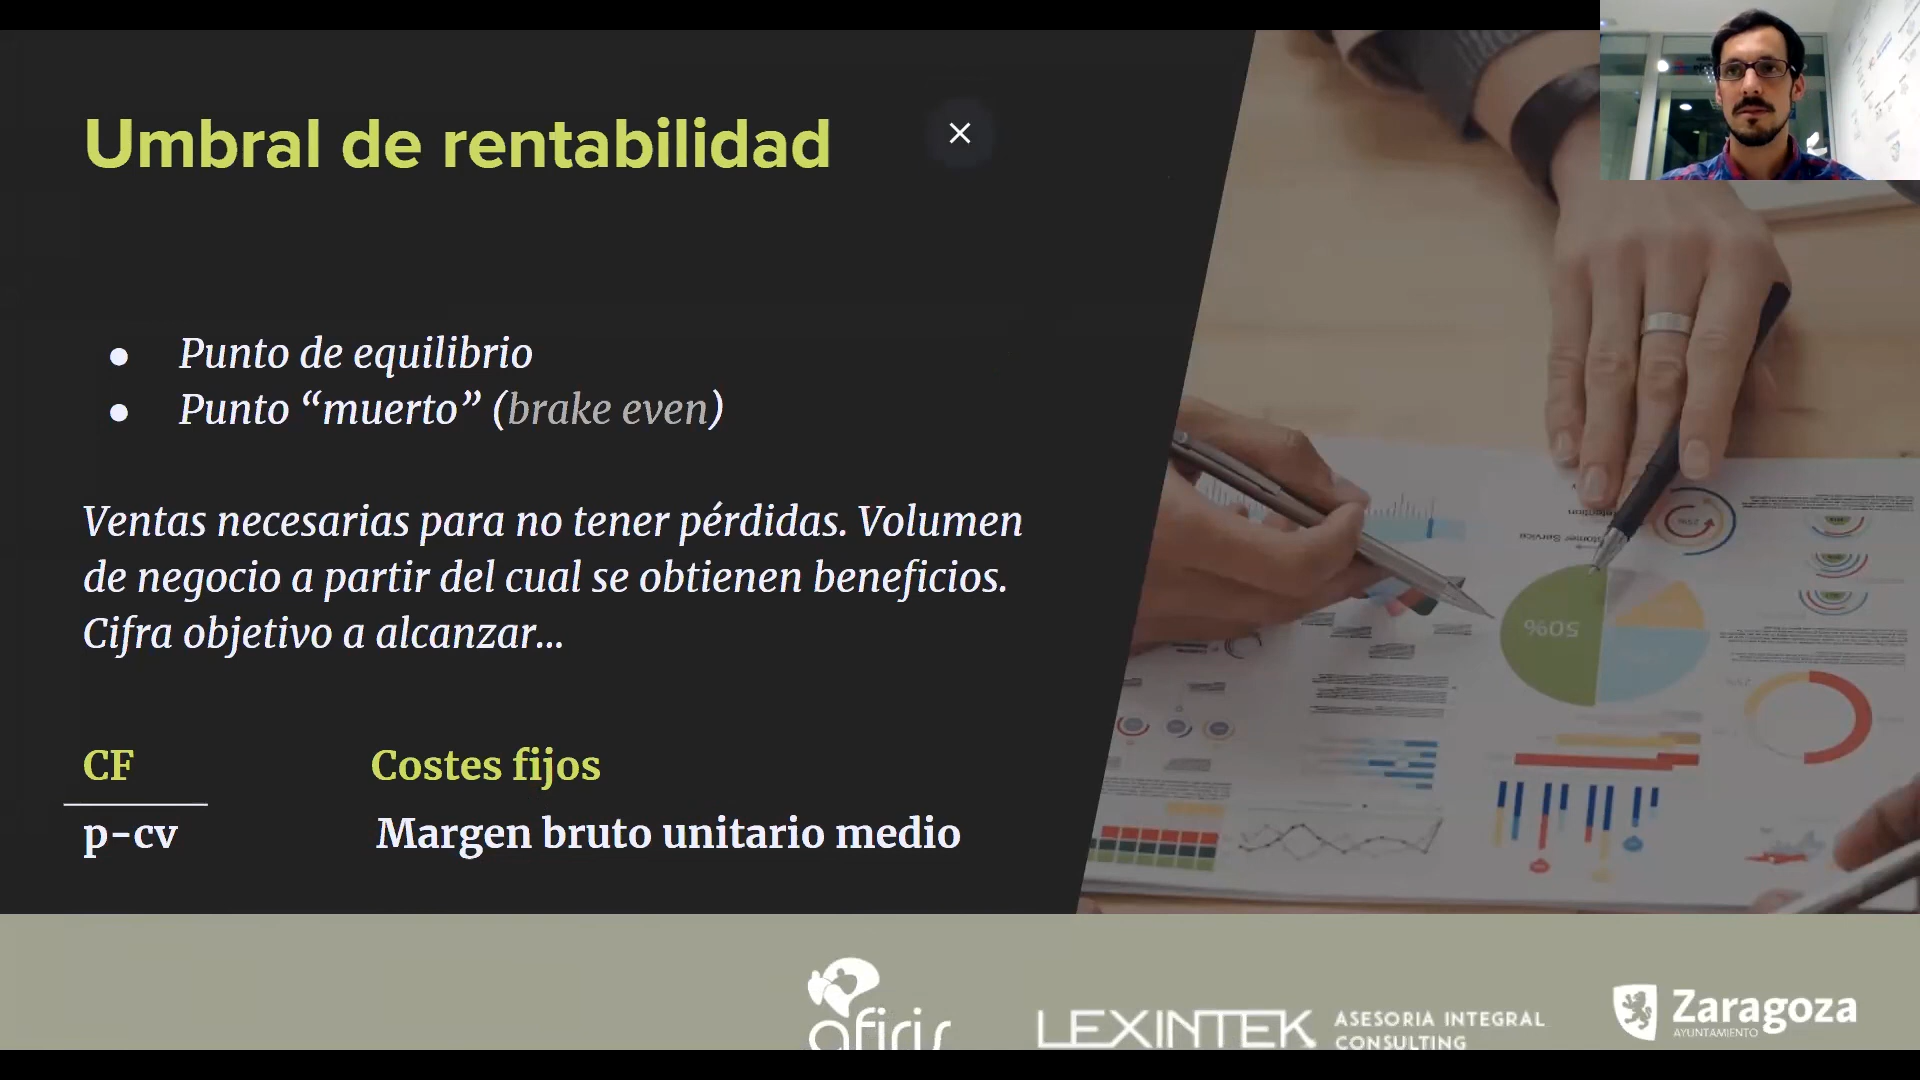 Umbral de rentabilidad
● Punto de equilibrio
● Punto “muerto” (brake even)
Ventas necesarias para no tener pérdidas. Volumen
de negocio a partir del cual se obtienen beneficios.
Cifra objetivo a alcanzar...
CF
p-cv
Costes fijos
Margen bruto unitario medio
50%
afiris
LEXINTEK
ASESORIA INTEGRAL
CONSULTING
Zaragoza
AYUNTAMIENTO